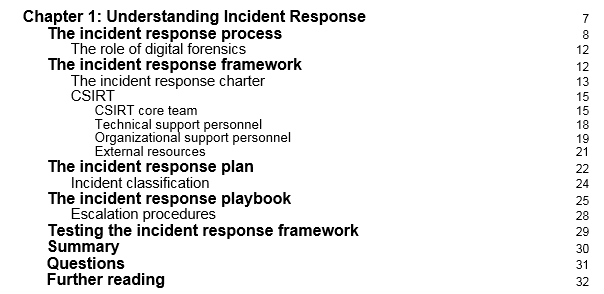 Chapter 1: Understanding Incident Response 7
The incident response process 8
The role of digital forensics 12
The incident response framework 12
The incident response charter 13
CSIRT 15
CSIRT core team 15
Technical support personnel 18
Organizational support personnel 19
External resources 21
The incident response plan 22
Incident classification 24
The incident response playbook 25
Escalation procedures 28
Testing the incident response framework 29
Summary 30
Questions 31
Further reading 32